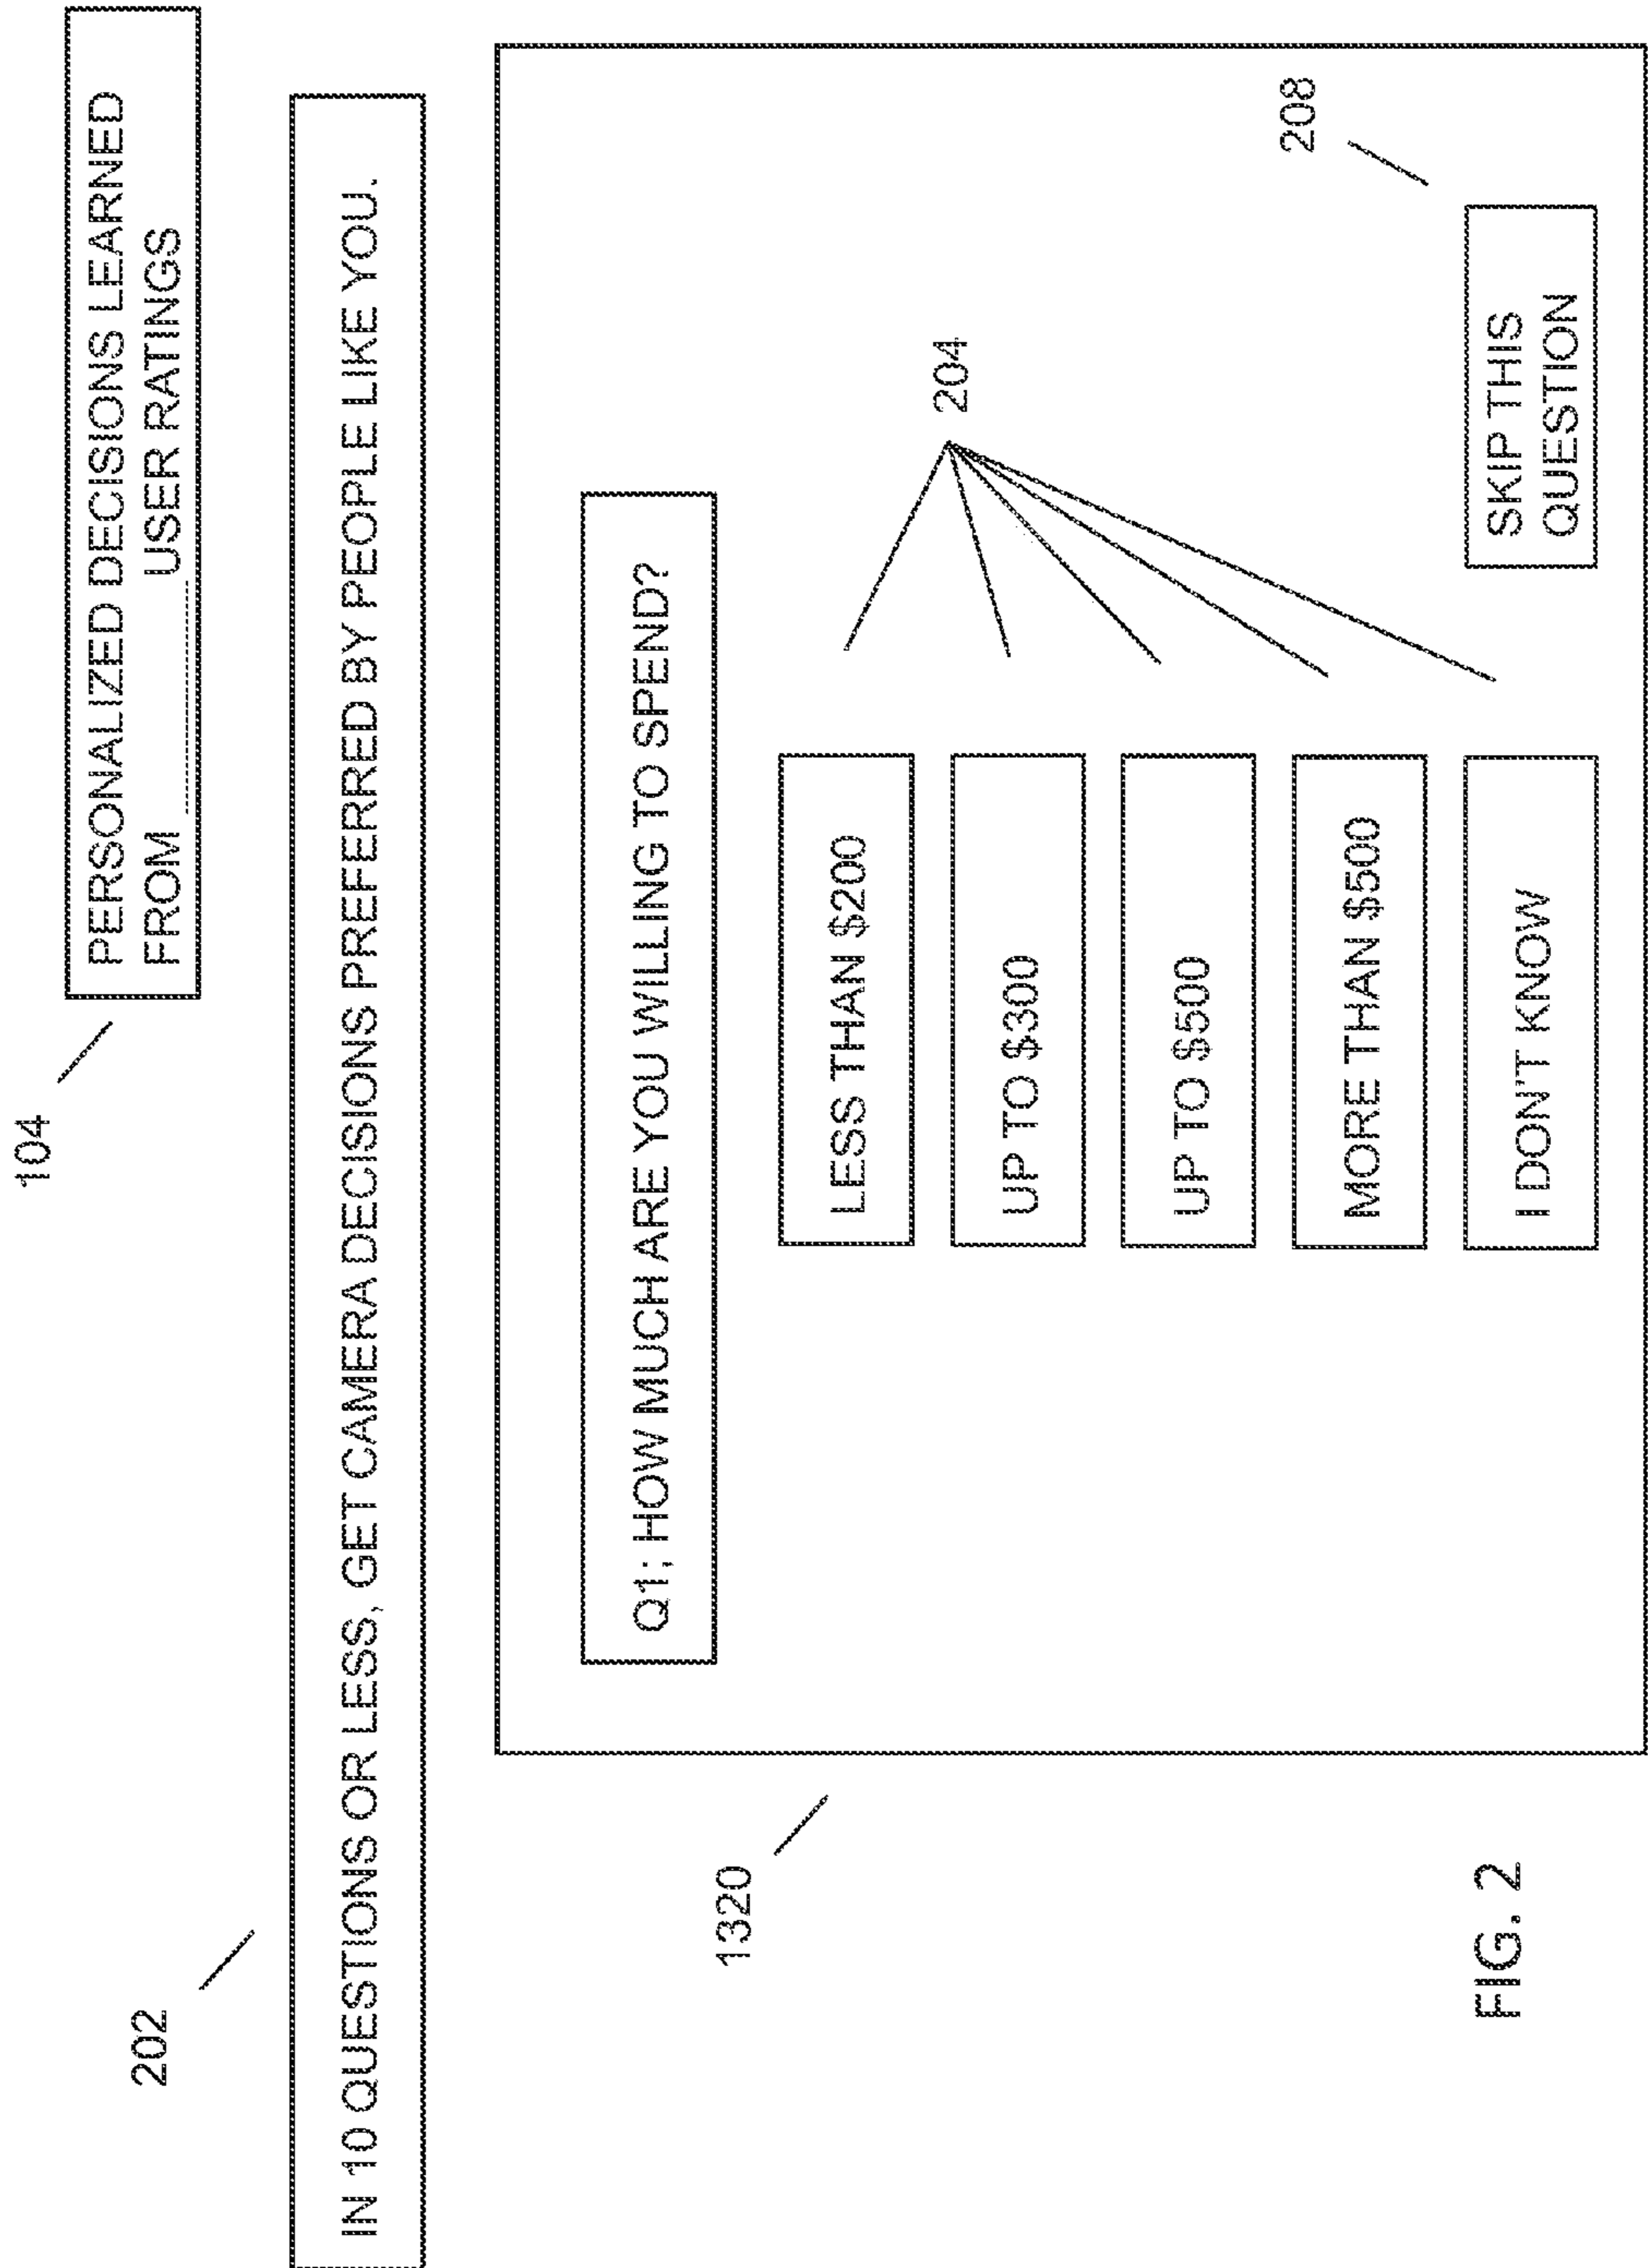 104
PERSONALIZED DECISIONS LEARNED
FROM __________ USER RATINGS
202
IN 10 QUESTIONS OR LESS, GET CAMERA DECISIONS PREFERRED BY PEOPLE LIKE YOU.
1320
Q1; HOW MUCH ARE YOU WILLING TO SPEND?
LESS THAN $200
UP TO $300
UP TO $500
MORE THAN $500
I DON'T KNOW
204
208
SKIP THIS
QUESTION
FIG. 2